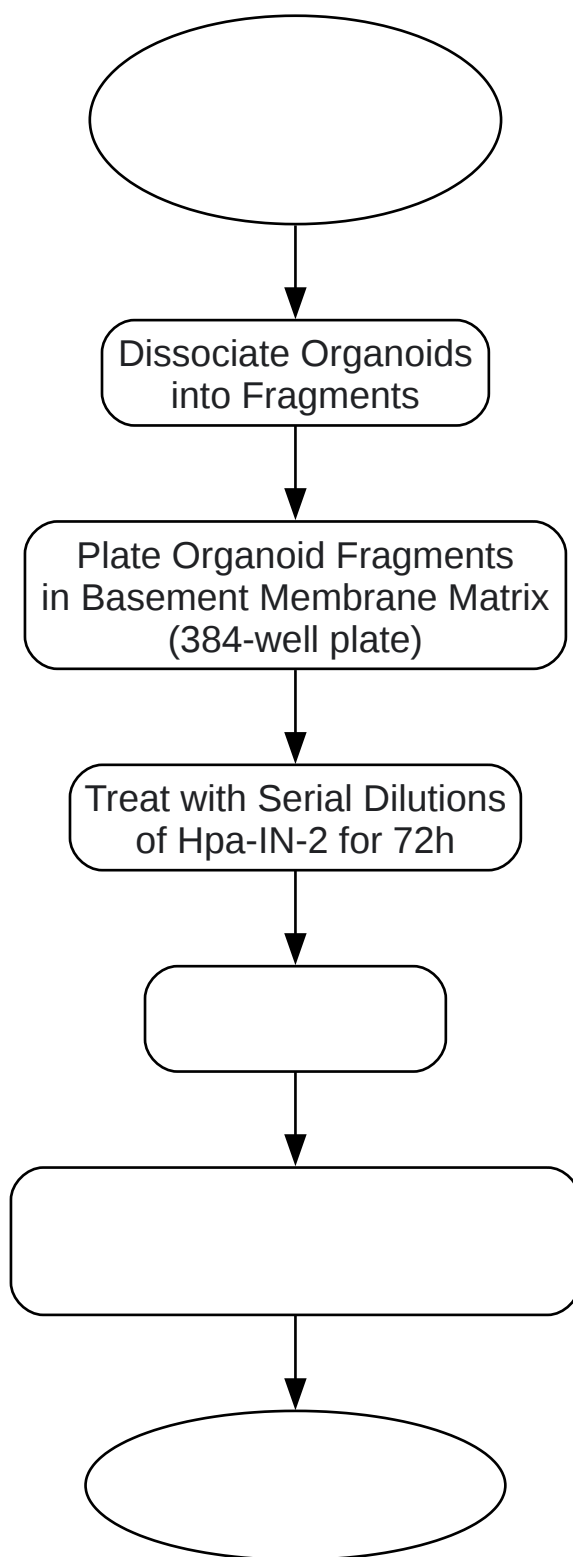 Dissociate Organoids
into Fragments
Plate Organoid Fragments
in Basement Membrane Matrix
(384-well plate)
Treat with Serial Dilutions
of Hpa-IN-2 for 72h